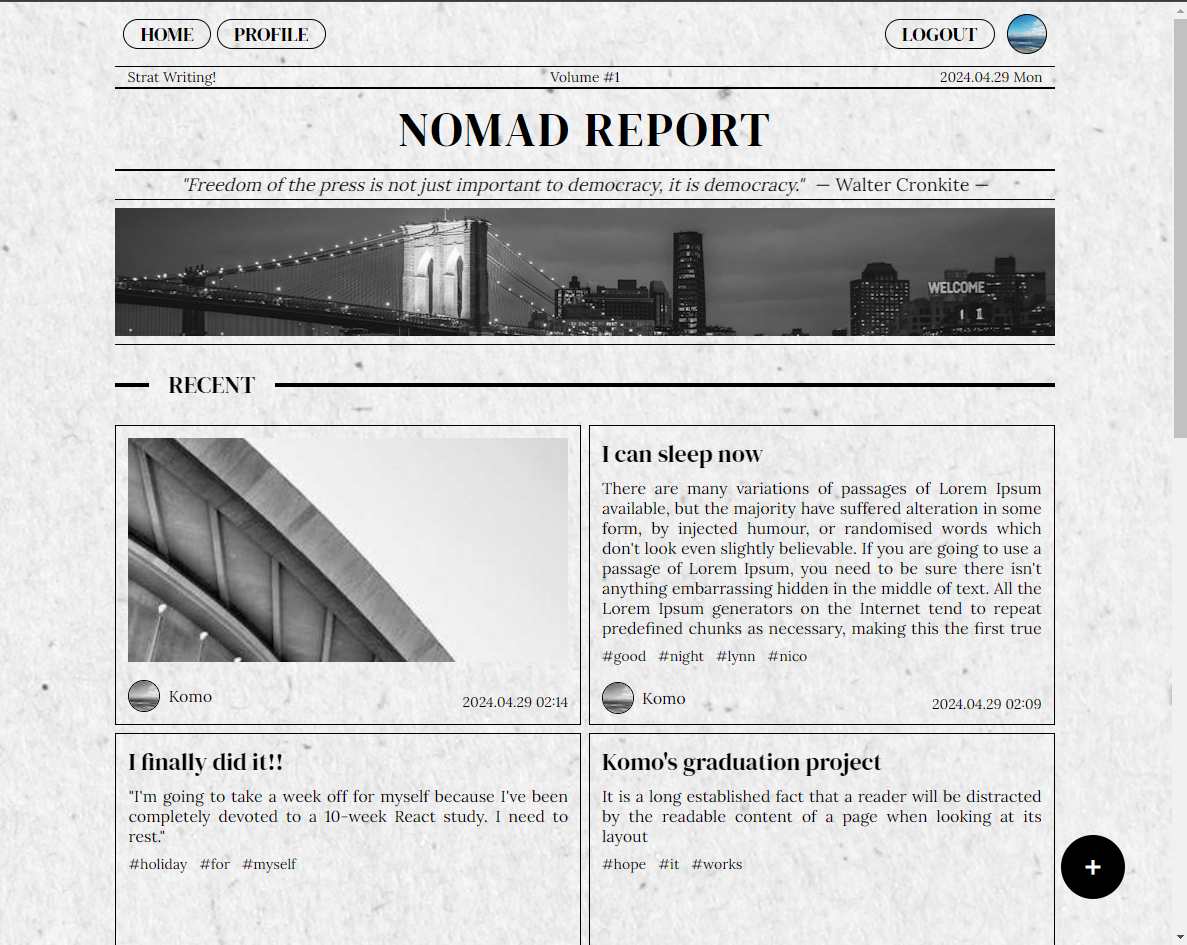 HOME PROFILE LOGOUT
Strat Writing! Volume #1 2024.04.29 Mon
NOMAD REPORT
"Freedom of the press is not just important to democracy, it is democracy." — Walter Cronkite —
WELCOME
RECENT
Komo 2024.04.29 02:14
I can sleep now
There are many variations of passages of Lorem Ipsum
available, but the majority have suffered alteration in some
form, by injected humour, or randomised words which
don't look even slightly believable. If you are going to use a
passage of Lorem Ipsum, you need to be sure there isn't
anything embarrassing hidden in the middle of text. All the
Lorem Ipsum generators on the Internet tend to repeat
predefined chunks as necessary, making this the first true
#good #night #lynn #nico
Komo 2024.04.29 02:09
I finally did it!!
"I'm going to take a week off for myself because I've been
completely devoted to a 10-week React study. I need to
rest."
#holiday #for #myself
Komo's graduation project
It is a long established fact that a reader will be distracted
by the readable content of a page when looking at its
layout
#hope #it #works
+